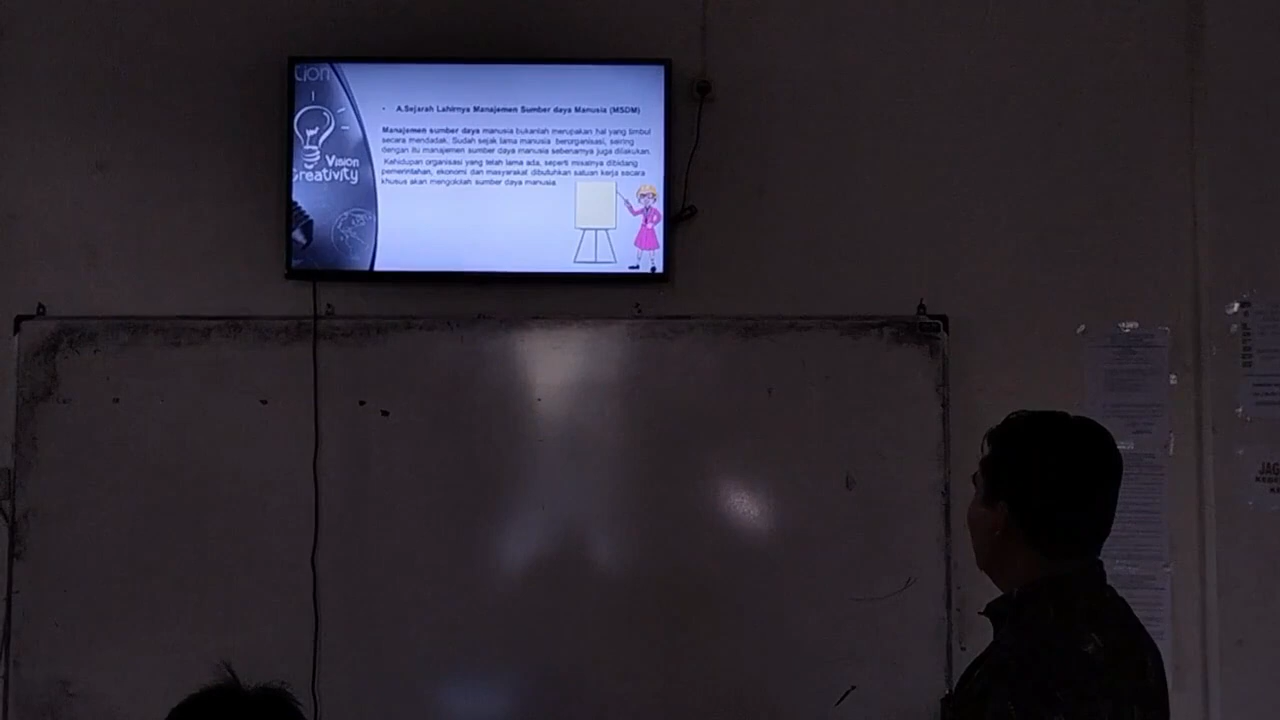 tion
Vision
Creativity
• A.Sejarah Lahirnya Manajemen Sumber daya Manusia (MSDM)
Manajemen sumber daya manusia bukanlah merupakan hal yang timbul
secara mendadak. Sudah sejak lama manusia berorganisasi, seiring
dengan itu manajemen sumber daya manusia sebenarnya juga dilakukan.
Kehidupan organisasi yang telah lama ada, seperti misalnya dibidang
pemerintahan, ekonomi dan masyarakat dibutuhkan satuan kerja secara
khusus akan mengololah sumber daya manusia.
JAG